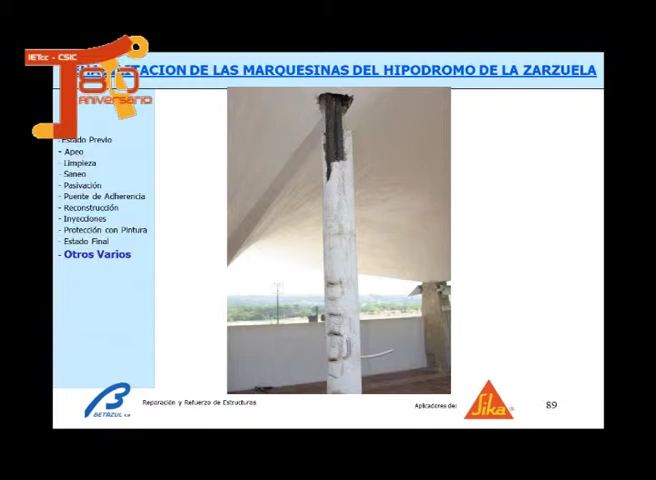 IETcc - CSIC
80
Aniversario
TACION DE LAS MARQUESINAS DEL HIPODROMO DE LA ZARZUELA
- Estado Previo
- Apeo
- Limpieza
- Saneo
- Pasivación
- Puente de Adherencia
- Reconstrucción
- Inyecciones
- Protección con Pintura
- Estado Final
- Otros Varios
BETAZUL s.a
Reparación y Refuerzo de Estructuras
Aplicadores de:
Sika
89